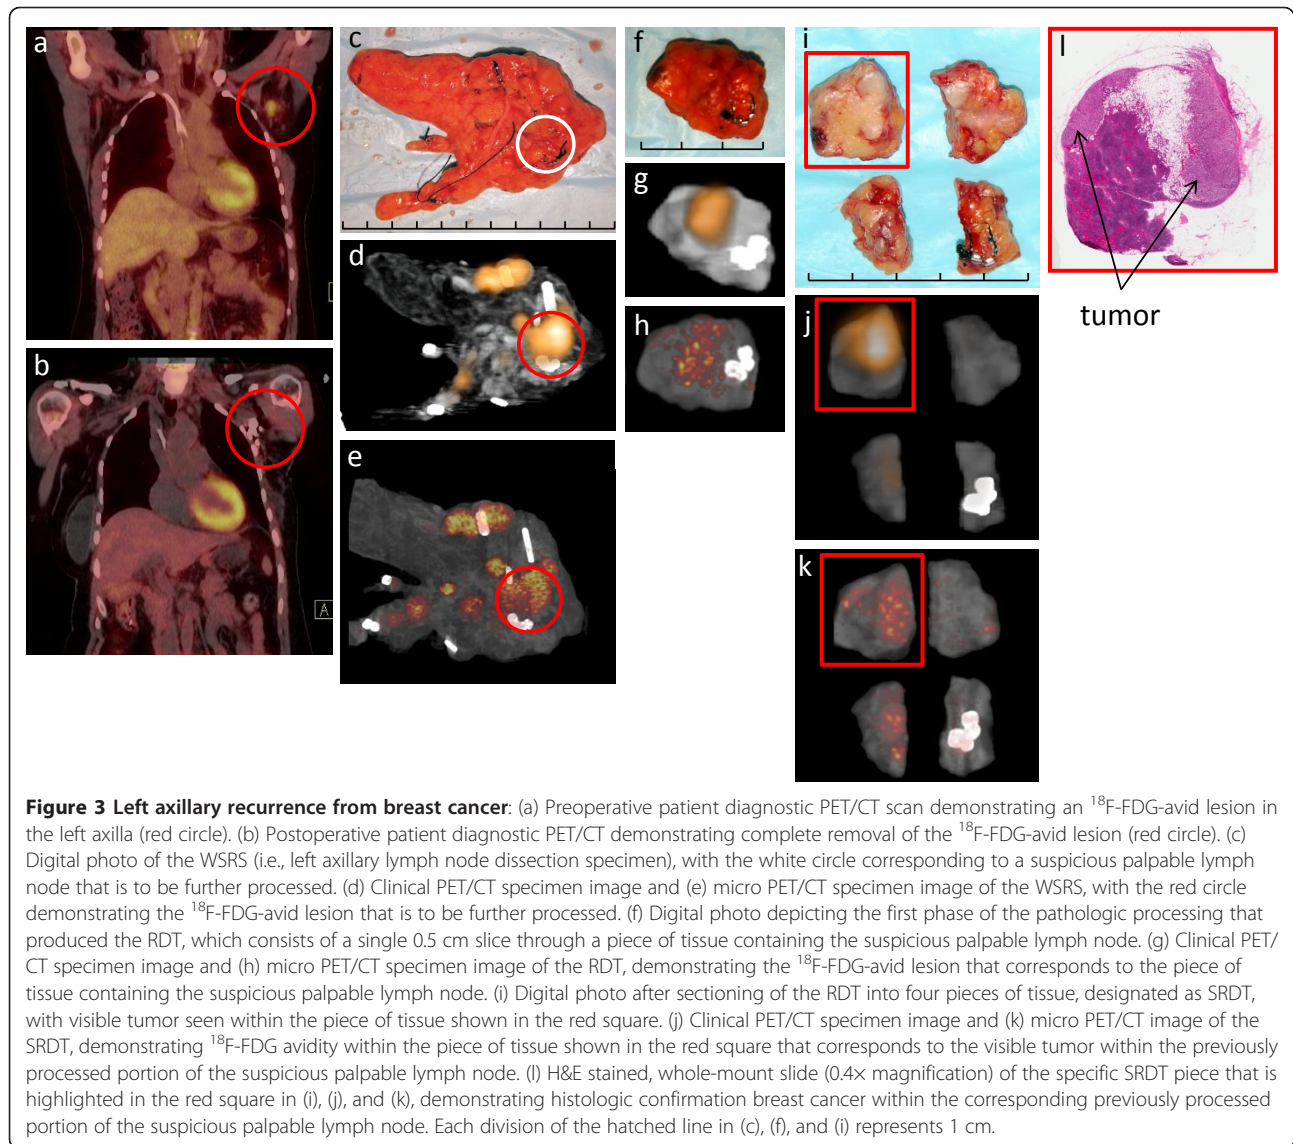 a
b
A
c
d
e
f
g
h
i
j
k
l
tumor
Figure 3 Left axillary recurrence from breast cancer: (a) Preoperative patient diagnostic PET/CT scan demonstrating an 18F-FDG-avid lesion in
the left axilla (red circle). (b) Postoperative patient diagnostic PET/CT demonstrating complete removal of the 18F-FDG-avid lesion (red circle). (c)
Digital photo of the WSRS (i.e., left axillary lymph node dissection specimen), with the white circle corresponding to a suspicious palpable lymph
node that is to be further processed. (d) Clinical PET/CT specimen image and (e) micro PET/CT specimen image of the WSRS, with the red circle
demonstrating the 18F-FDG-avid lesion that is to be further processed. (f) Digital photo depicting the first phase of the pathologic processing that
produced the RDT, which consists of a single 0.5 cm slice through a piece of tissue containing the suspicious palpable lymph node. (g) Clinical PET/
CT specimen image and (h) micro PET/CT specimen image of the RDT, demonstrating the 18F-FDG-avid lesion that corresponds to the piece of
tissue containing the suspicious palpable lymph node. (i) Digital photo after sectioning of the RDT into four pieces of tissue, designated as SRDT,
with visible tumor seen within the piece of tissue shown in the red square. (j) Clinical PET/CT specimen image and (k) micro PET/CT image of the
SRDT, demonstrating 18F-FDG avidity within the piece of tissue shown in the red square that corresponds to the visible tumor within the previously
processed portion of the suspicious palpable lymph node. (l) H&E stained, whole-mount slide (0.4× magnification) of the specific SRDT piece that is
highlighted in the red square in (i), (j), and (k), demonstrating histologic confirmation breast cancer within the corresponding previously processed
portion of the suspicious palpable lymph node. Each division of the hatched line in (c), (f), and (i) represents 1 cm.